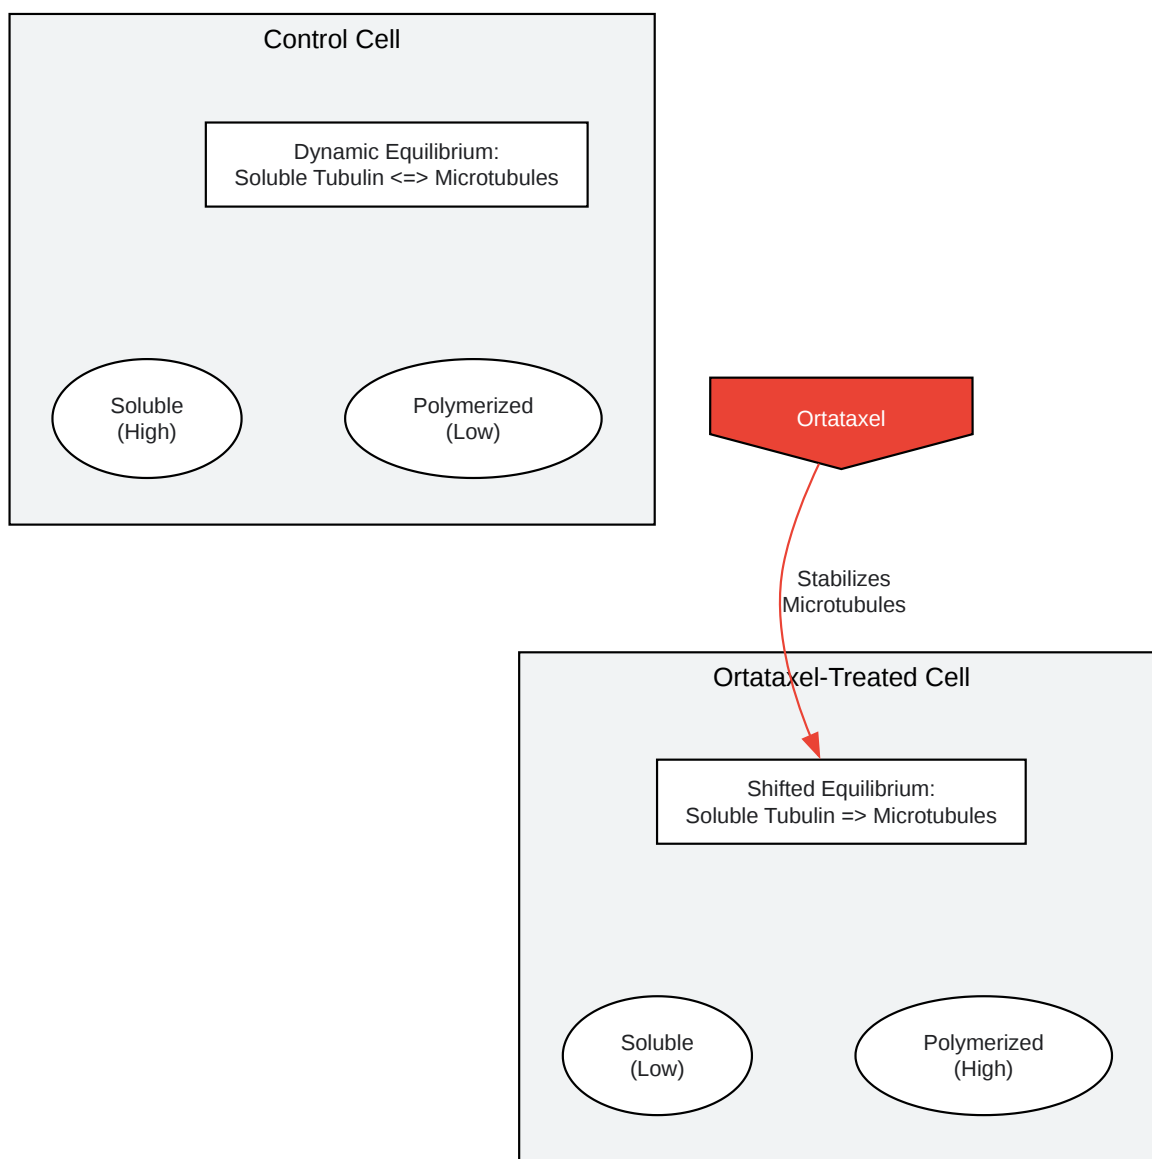 Control Cell
Dynamic Equilibrium:
Soluble Tubulin <=> Microtubules
Soluble
(High)
Polymerized
(Low)
Ortataxel
Stabilizes
Microtubules
Ortataxel-Treated Cell
Shifted Equilibrium:
Soluble Tubulin => Microtubules
Soluble
(Low)
Polymerized
(High)